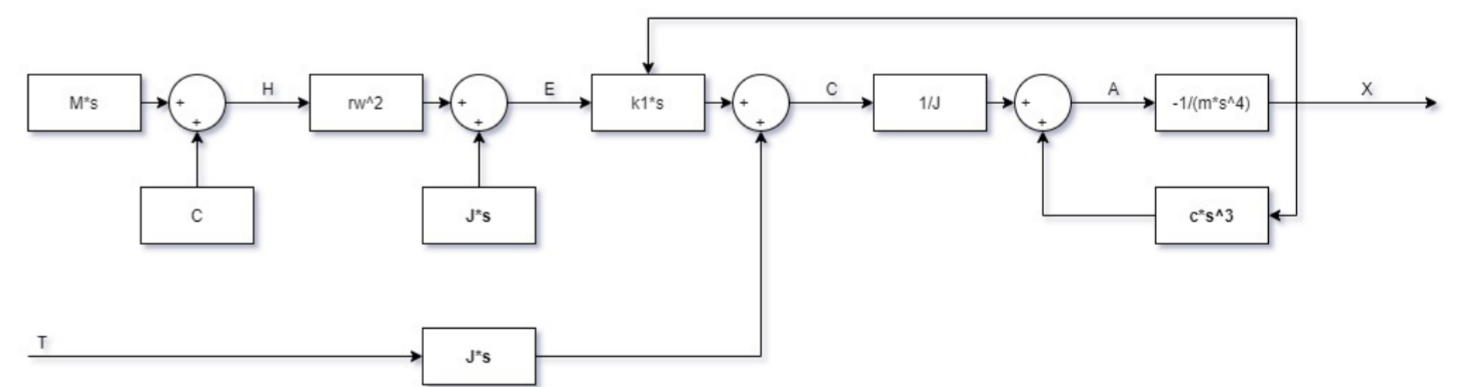 H
E
C
A
X
M*s
+
+
rw^2
+
+
k1*s
+
+
1/J
+
+
-1/(m*s^4)
C
J*s
c*s^3
T
J*s